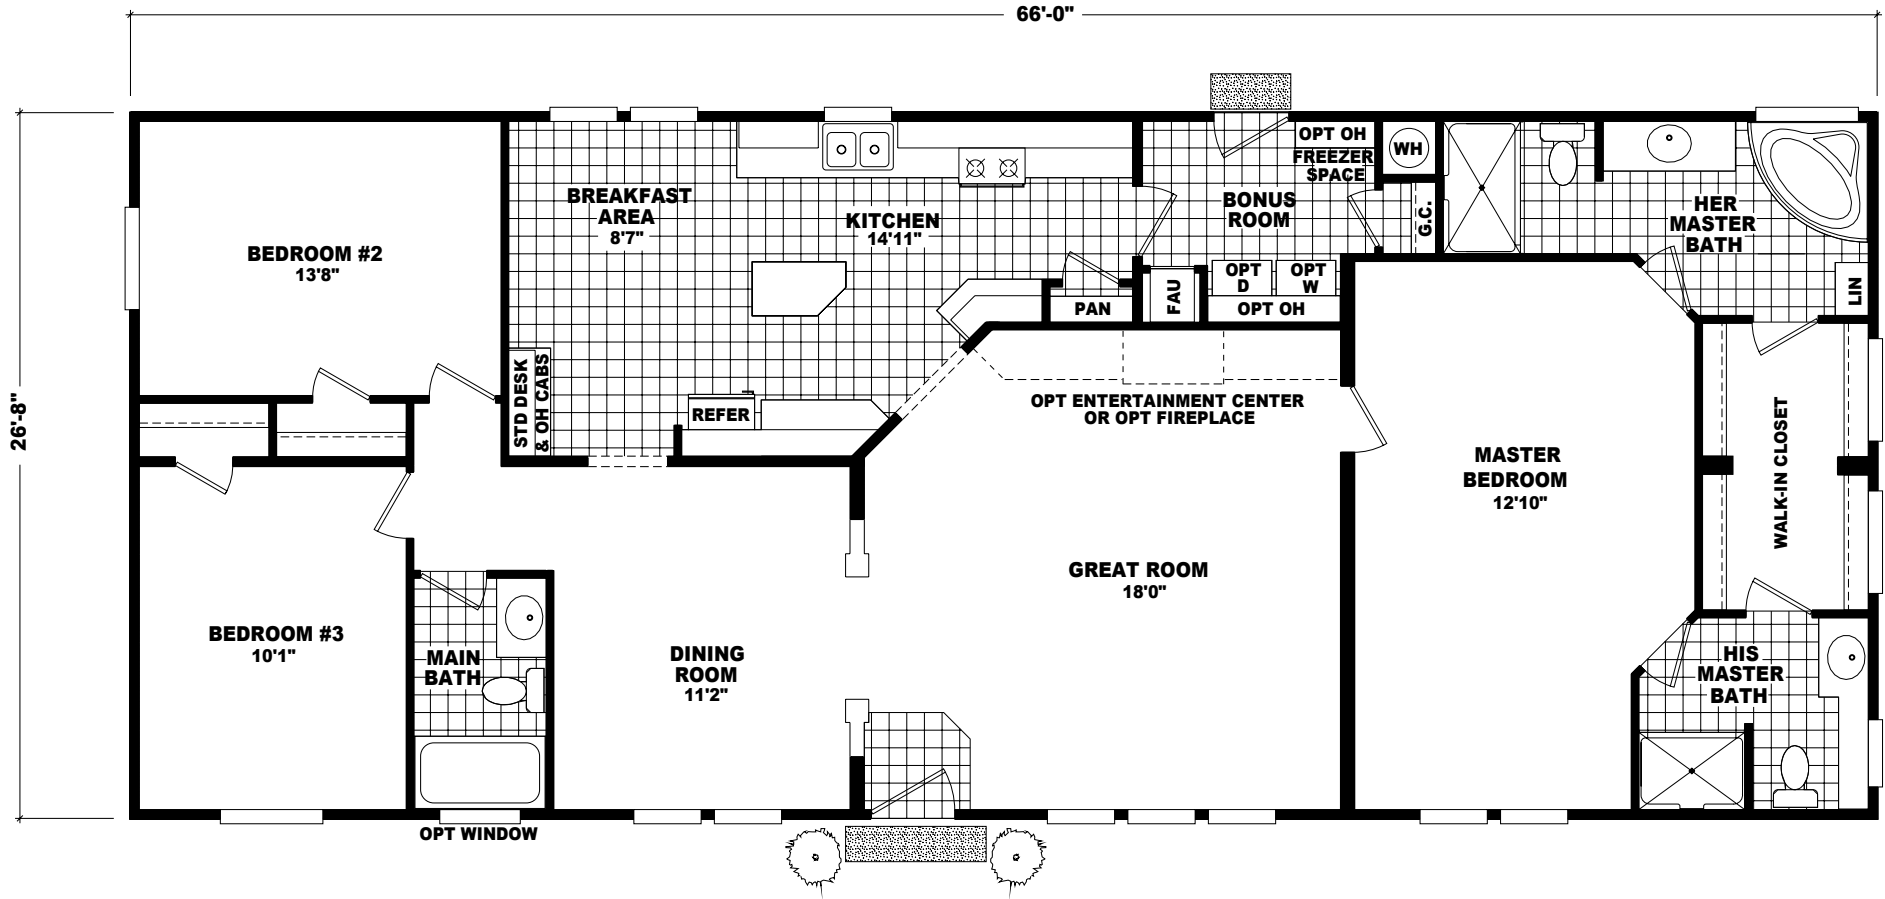 66'-0"
26'-8"
BEDROOM #2
13'8"
BREAKFAST
AREA
8'7"
KITCHEN
14'11"
BONUS
ROOM
OPT OH
FREEZER
SPACE
WH
G.C.
HER
MASTER
BATH
LIN
PAN
FAU
OPT
D
OPT
W
OPT OH
STD DESK
& OH CABS
REFER
OPT ENTERTAINMENT CENTER
OR OPT FIREPLACE
MASTER
BEDROOM
12'10"
WALK-IN CLOSET
GREAT ROOM
18'0"
BEDROOM #3
10'1"
MAIN
BATH
DINING
ROOM
11'2"
HIS
MASTER
BATH
OPT WINDOW